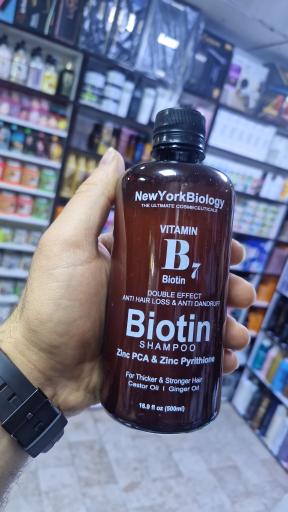 NewYorkBiology
THE ULTIMATE COSMECEUTICALS
VITAMIN
B7
Biotin
DOUBLE EFFECT
ANTI HAIR LOSS & ANTI DANDRUFF
Biotin
SHAMPOO
Zinc PCA & Zinc Pyrithione
For Thicker & Stronger Hair
Castor Oil I Ginger Oil
16.9 fl oz (500ml)